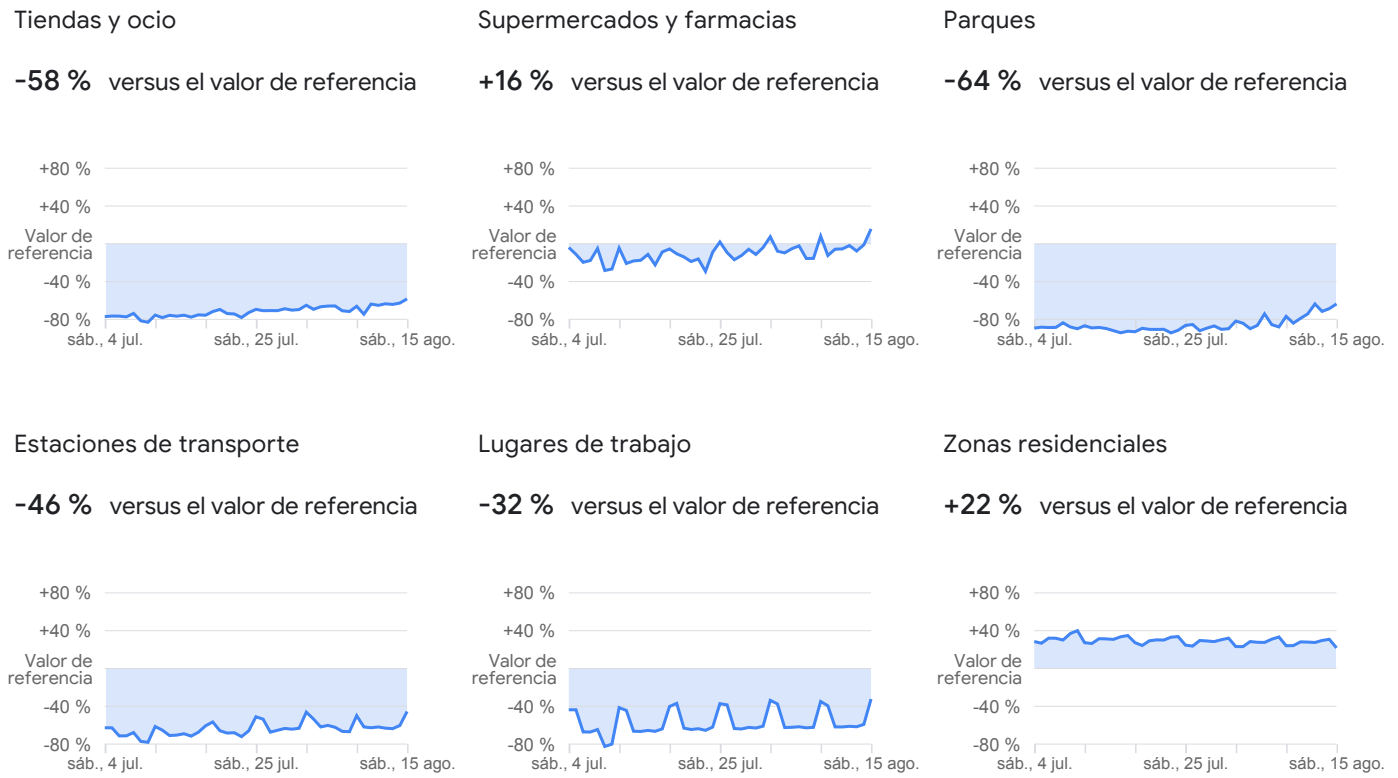 Tiendas y ocio
-58 % versus el valor de referencia
+80 %
+40 %
Valor de
referencia
-40 %
-80 %
sáb., 4 jul. sáb., 25 jul. sáb., 15 ago.
Supermercados y farmacias
+16 % versus el valor de referencia
+80 %
+40 %
Valor de
referencia
-40 %
-80 %
sáb., 4 jul. sáb., 25 jul. sáb., 15 ago.
Parques
-64 % versus el valor de referencia
+80 %
+40 %
Valor de
referencia
-40 %
-80 %
sáb., 4 jul. sáb., 25 jul. sáb., 15 ago.
Estaciones de transporte
-46 % versus el valor de referencia
+80 %
+40 %
Valor de
referencia
-40 %
-80 %
sáb., 4 jul. sáb., 25 jul. sáb., 15 ago.
Lugares de trabajo
-32 % versus el valor de referencia
+80 %
+40 %
Valor de
referencia
-40 %
-80 %
sáb., 4 jul. sáb., 25 jul. sáb., 15 ago.
Zonas residenciales
+22 % versus el valor de referencia
+80 %
+40 %
Valor de
referencia
-40 %
-80 %
sáb., 4 jul. sáb., 25 jul. sáb., 15 ago.